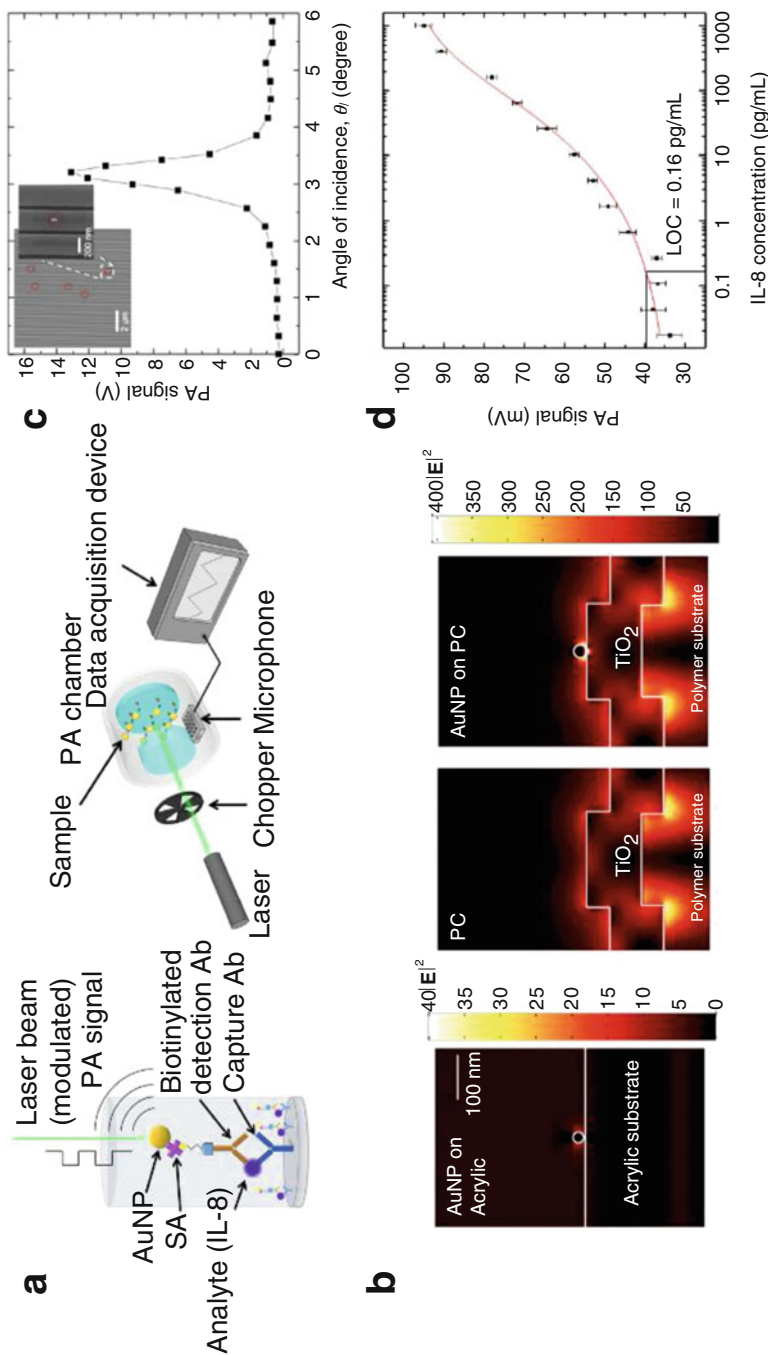 a
Laser beam
(modulated)
PA signal
AuNP
SA
Analyte (IL-8)
Biotinylated
detection Ab
Capture Ab
Sample
PA chamber
Data acquisition device
Laser
Chopper
Microphone
b
AuNP on
Acrylic
100 nm
Acrylic substrate
40|E|²
35
30
25
20
15
10
5
0
PC
TiO₂
Polymer substrate
AuNP on PC
TiO₂
Polymer substrate
400|E|²
350
300
250
200
150
100
50
c
PA signal (V)
16
14
12
10
8
6
4
2
0
0
1
2
3
4
5
6
Angle of incidence, θᵢ (degree)
2 μm
200 nm
d
PA signal (mV)
100
90
80
70
60
50
40
30
0.1
1
10
100
1000
IL-8 concentration (pg/mL)
LOC = 0.16 pg/mL